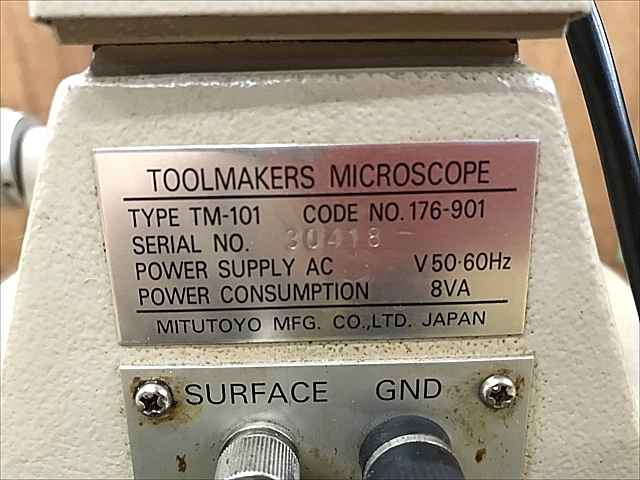 TOOLMAKERS MICROSCOPE
TYPE TM-101 CODE NO. 176-901
SERIAL NO. 30418
POWER SUPPLY AC V 50·60Hz
POWER CONSUMPTION 8VA
MITUTOYO MFG. CO.,LTD. JAPAN
SURFACE GND